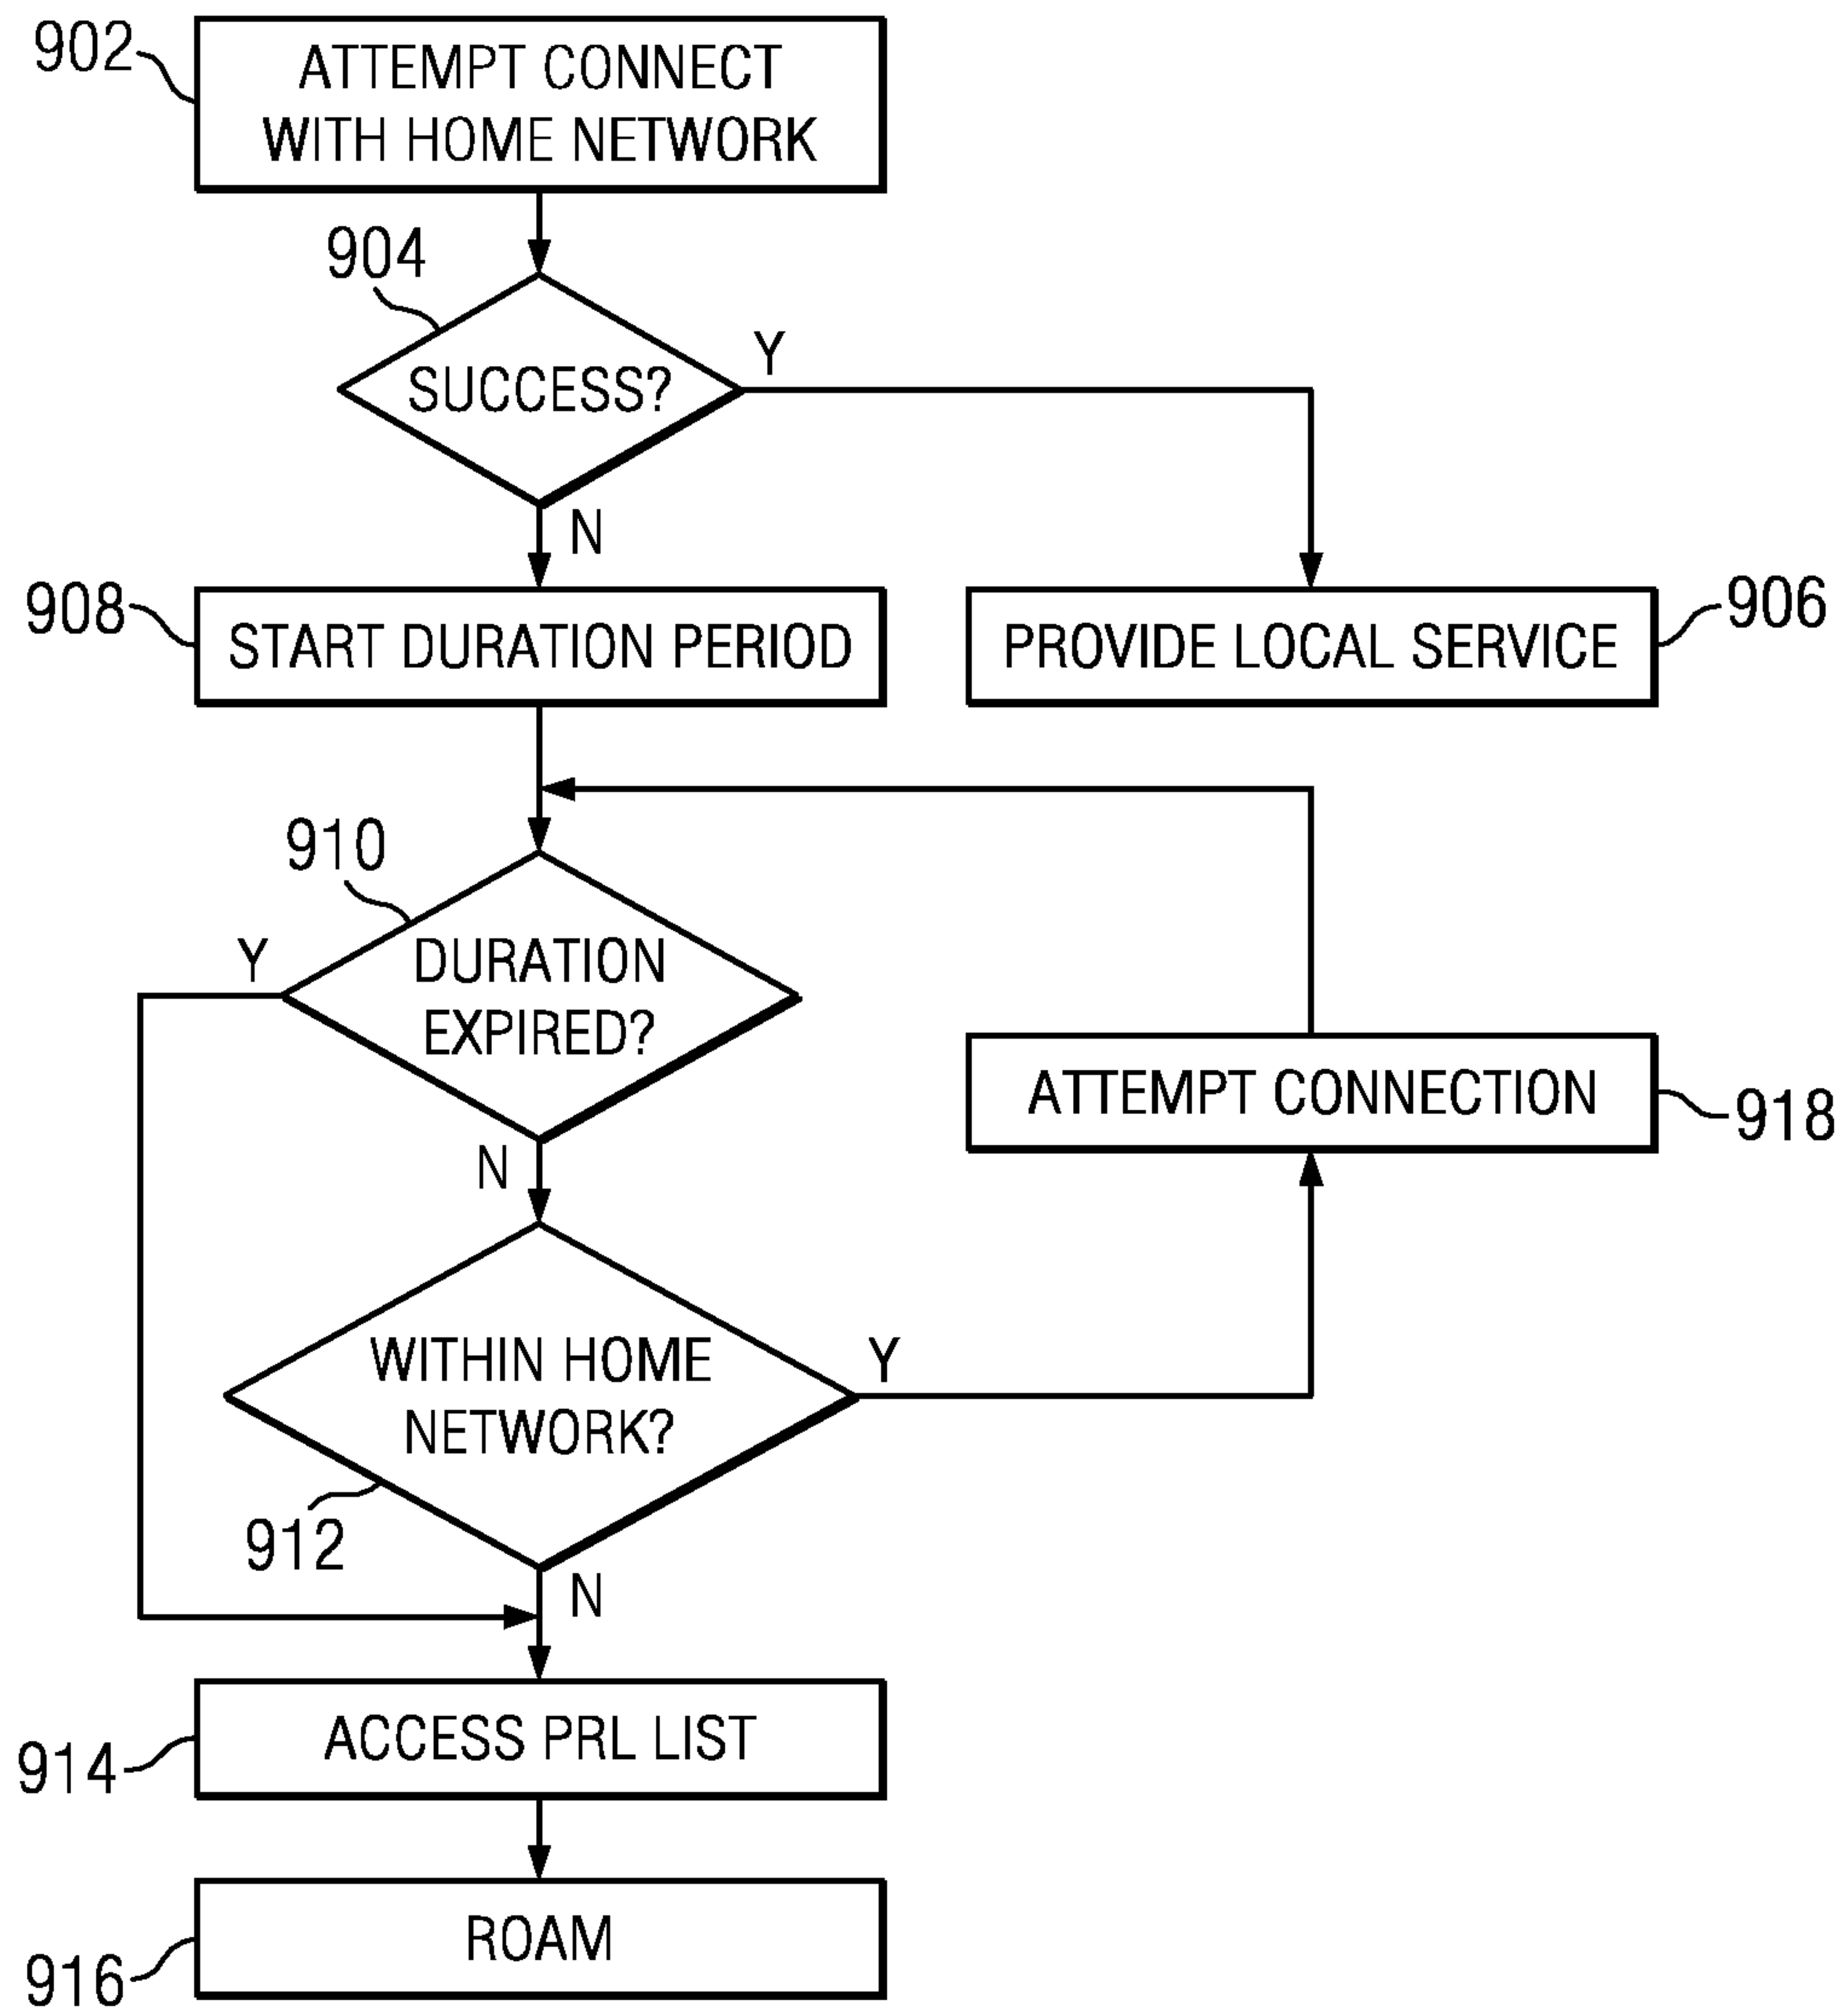 902
ATTEMPT CONNECT
WITH HOME NETWORK
904
SUCCESS?
Y
N
908
START DURATION PERIOD
PROVIDE LOCAL SERVICE
906
910
Y
DURATION
EXPIRED?
N
ATTEMPT CONNECTION
918
WITHIN HOME
NETWORK?
Y
912
N
914
ACCESS PRL LIST
916
ROAM